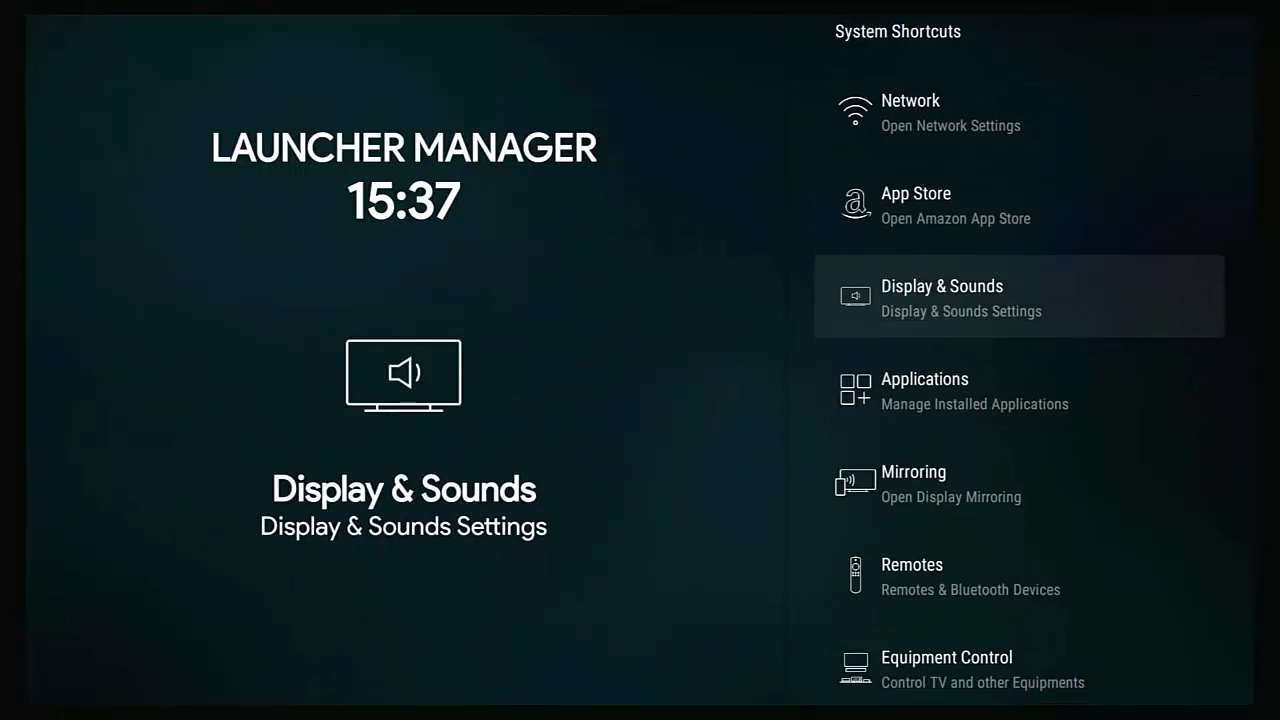 LAUNCHER MANAGER
15:37
Display & Sounds
Display & Sounds Settings
System Shortcuts
Network
Open Network Settings
App Store
Open Amazon App Store
Display & Sounds
Display & Sounds Settings
Applications
Manage Installed Applications
Mirroring
Open Display Mirroring
Remotes
Remotes & Bluetooth Devices
Equipment Control
Control TV and other Equipments